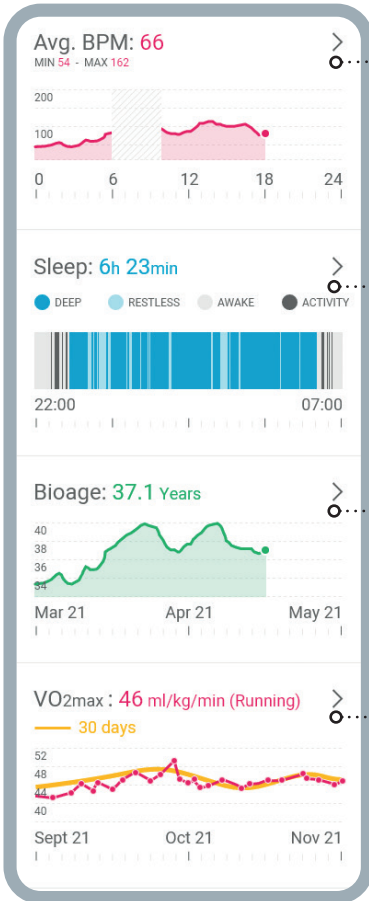 Avg. BPM: 66
MIN 54 - MAX 162
200
100
0 6 12 18 24
Sleep: 6h 23min
DEEP RESTLESS AWAKE ACTIVITY
22:00 07:00
Bioage: 37.1 Years
40
38
36
34
Mar 21 Apr 21 May 21
VO2max : 46 ml/kg/min (Running)
30 days
52
48
44
40
Sept 21 Oct 21 Nov 21